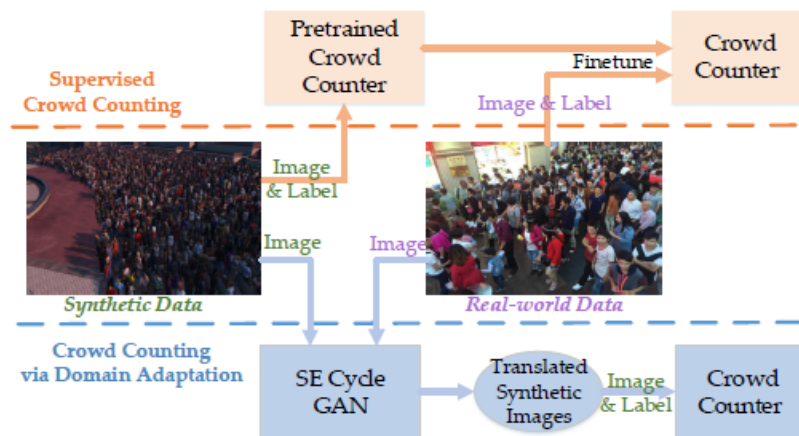 Pretrained
Crowd
Counter
Finetune
Crowd
Counter
Supervised
Crowd Counting
Image & Label
Image
& Label
Image
Image
Synthetic Data
Real-world Data
Crowd Counting
via Domain Adaptation
SE Cycle
GAN
Translated
Synthetic
Images
Image
& Label
Crowd
Counter